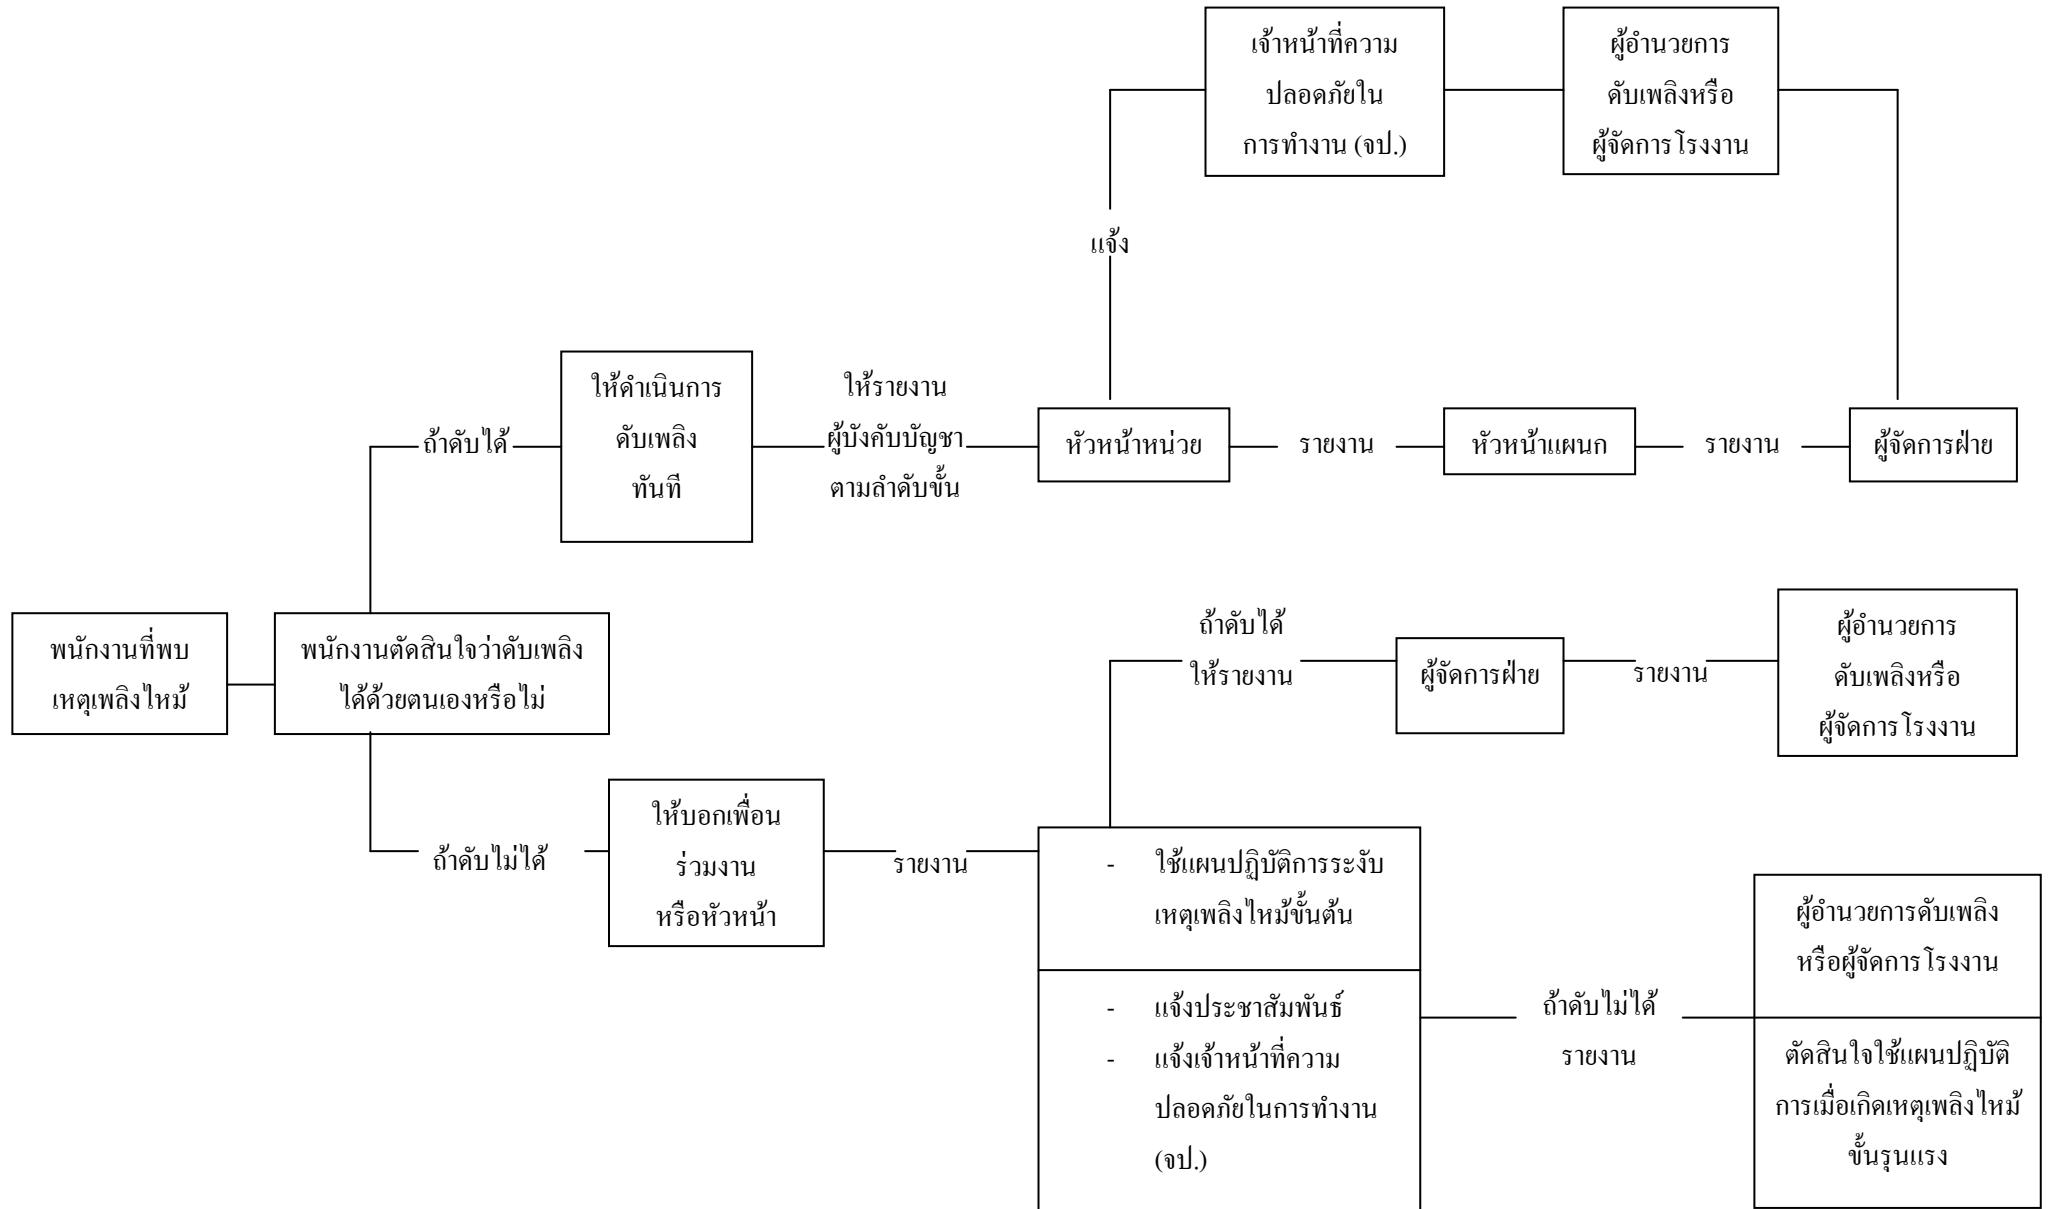 เจ้าหน้าที่ความ
ปลอดภัยใน
การทำงาน (จป.)
ผู้อำนวยการ
ดับเพลิงหรือ
ผู้จัดการโรงงาน
แจ้ง
ถ้าดับได้
ให้ดำเนินการ
ดับเพลิง
ทันที
ให้รายงาน
ผู้บังคับบัญชา
ตามลำดับขั้น
หัวหน้าหน่วย
รายงาน
หัวหน้าแผนก
รายงาน
ผู้จัดการฝ่าย
พนักงานที่พบ
เหตุเพลิงไหม้
พนักงานตัดสินใจว่าดับเพลิง
ได้ด้วยตนเองหรือไม่
ถ้าดับได้
ให้รายงาน
ผู้จัดการฝ่าย
รายงาน
ผู้อำนวยการ
ดับเพลิงหรือ
ผู้จัดการโรงงาน
ถ้าดับไม่ได้
ให้บอกเพื่อน
ร่วมงาน
หรือหัวหน้า
รายงาน
- ใช้แผนปฏิบัติการระงับ
เหตุเพลิงไหม้ขั้นต้น
- แจ้งประชาสัมพันธ์
- แจ้งเจ้าหน้าที่ความ
ปลอดภัยในการทำงาน
(จป.)
ถ้าดับไม่ได้
รายงาน
ผู้อำนวยการดับเพลิง
หรือผู้จัดการโรงงาน
ตัดสินใจใช้แผนปฏิบัติ
การเมื่อเกิดเหตุเพลิงไหม้
ขั้นรุนแรง